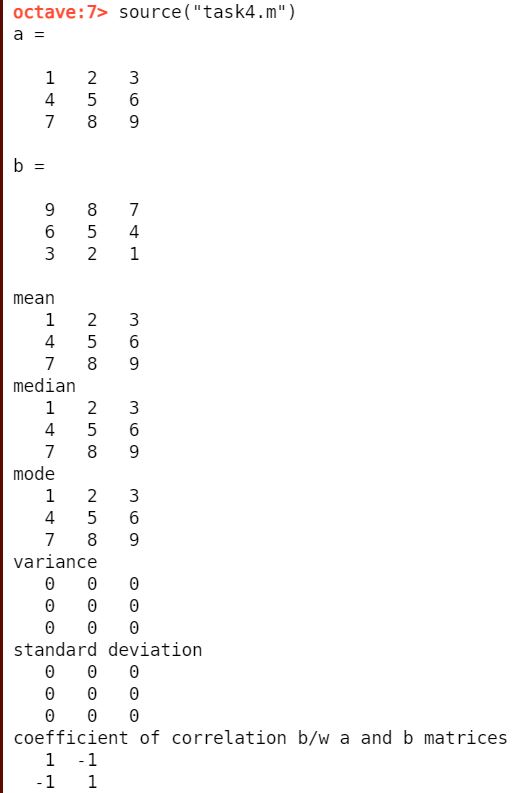 octave:7> source("task4.m")
a =
1 2 3
4 5 6
7 8 9
b =
9 8 7
6 5 4
3 2 1
mean
1 2 3
4 5 6
7 8 9
median
1 2 3
4 5 6
7 8 9
mode
1 2 3
4 5 6
7 8 9
variance
0 0 0
0 0 0
0 0 0
standard deviation
0 0 0
0 0 0
0 0 0
coefficient of correlation b/w a and b matrices
1 -1
-1 1